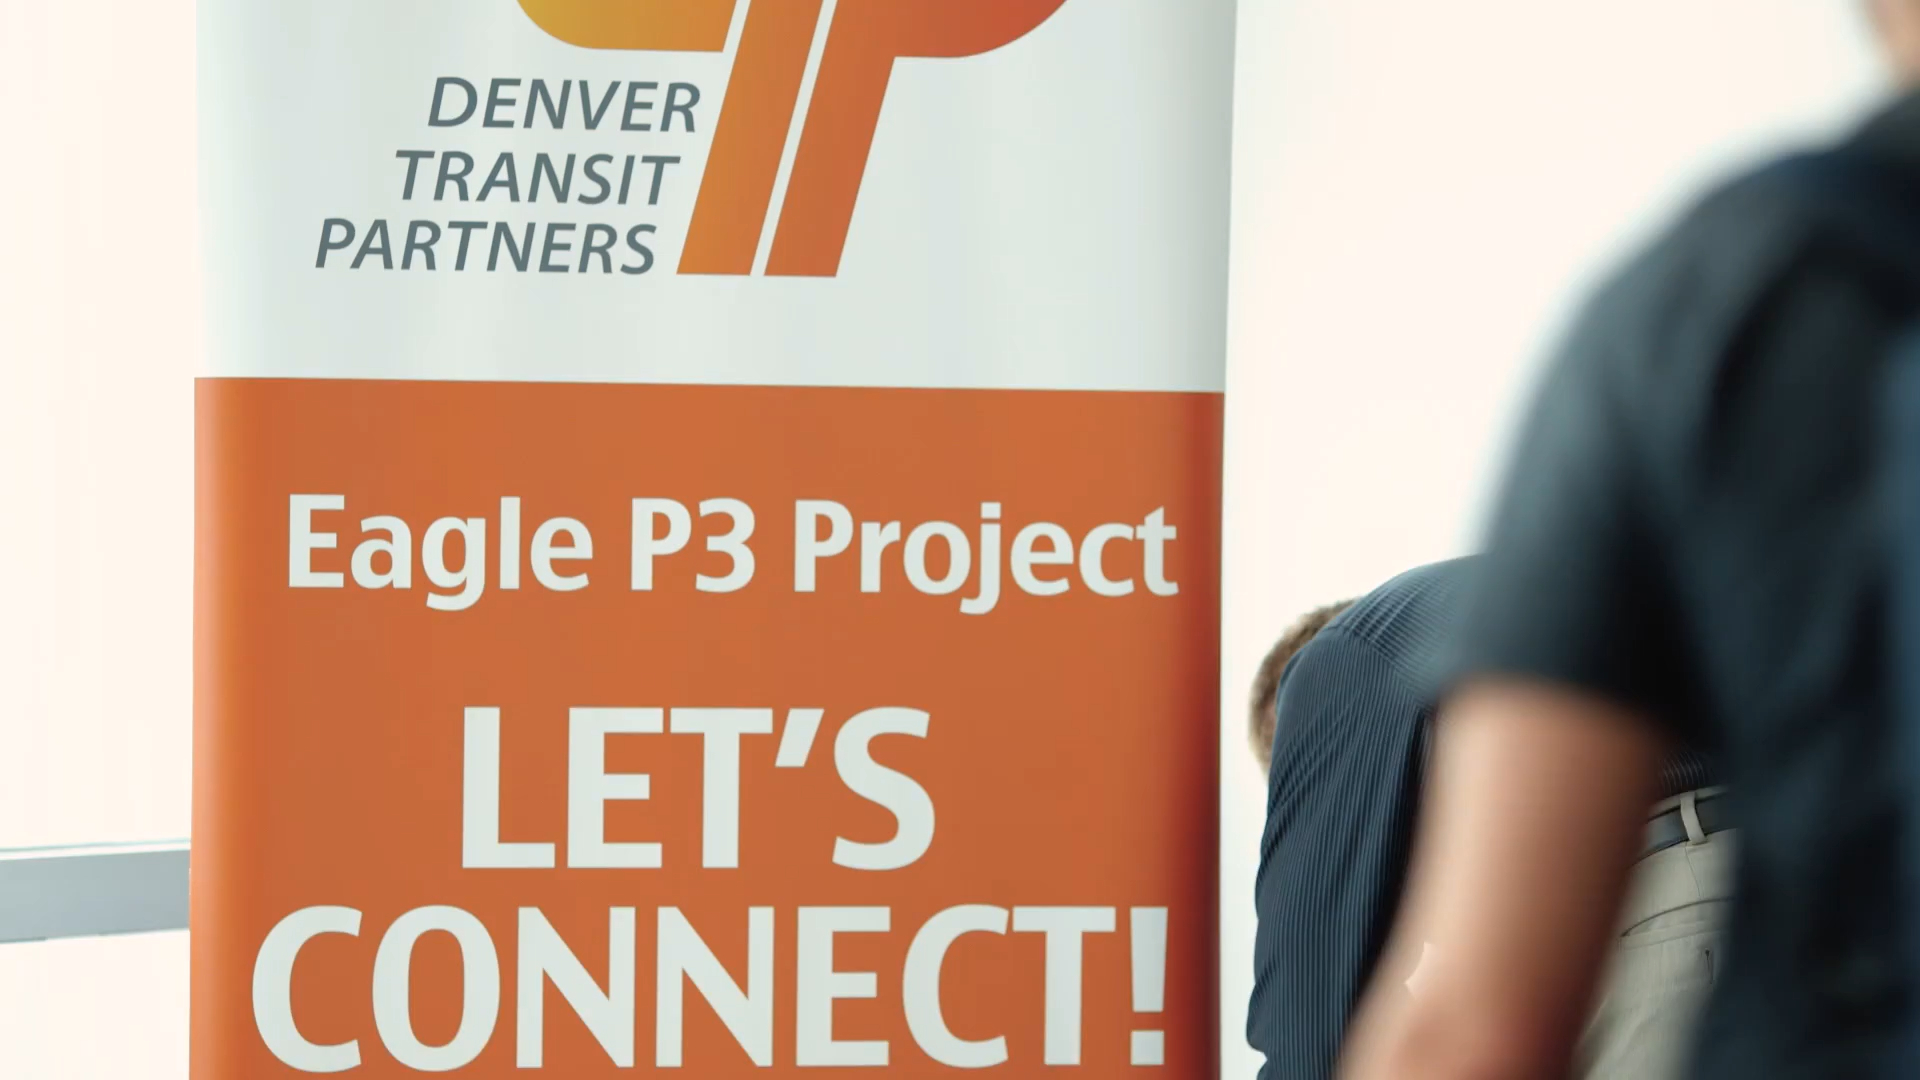 DENVER
TRANSIT
PARTNERS
Eagle P3 Project
LET'S
CONNECT!